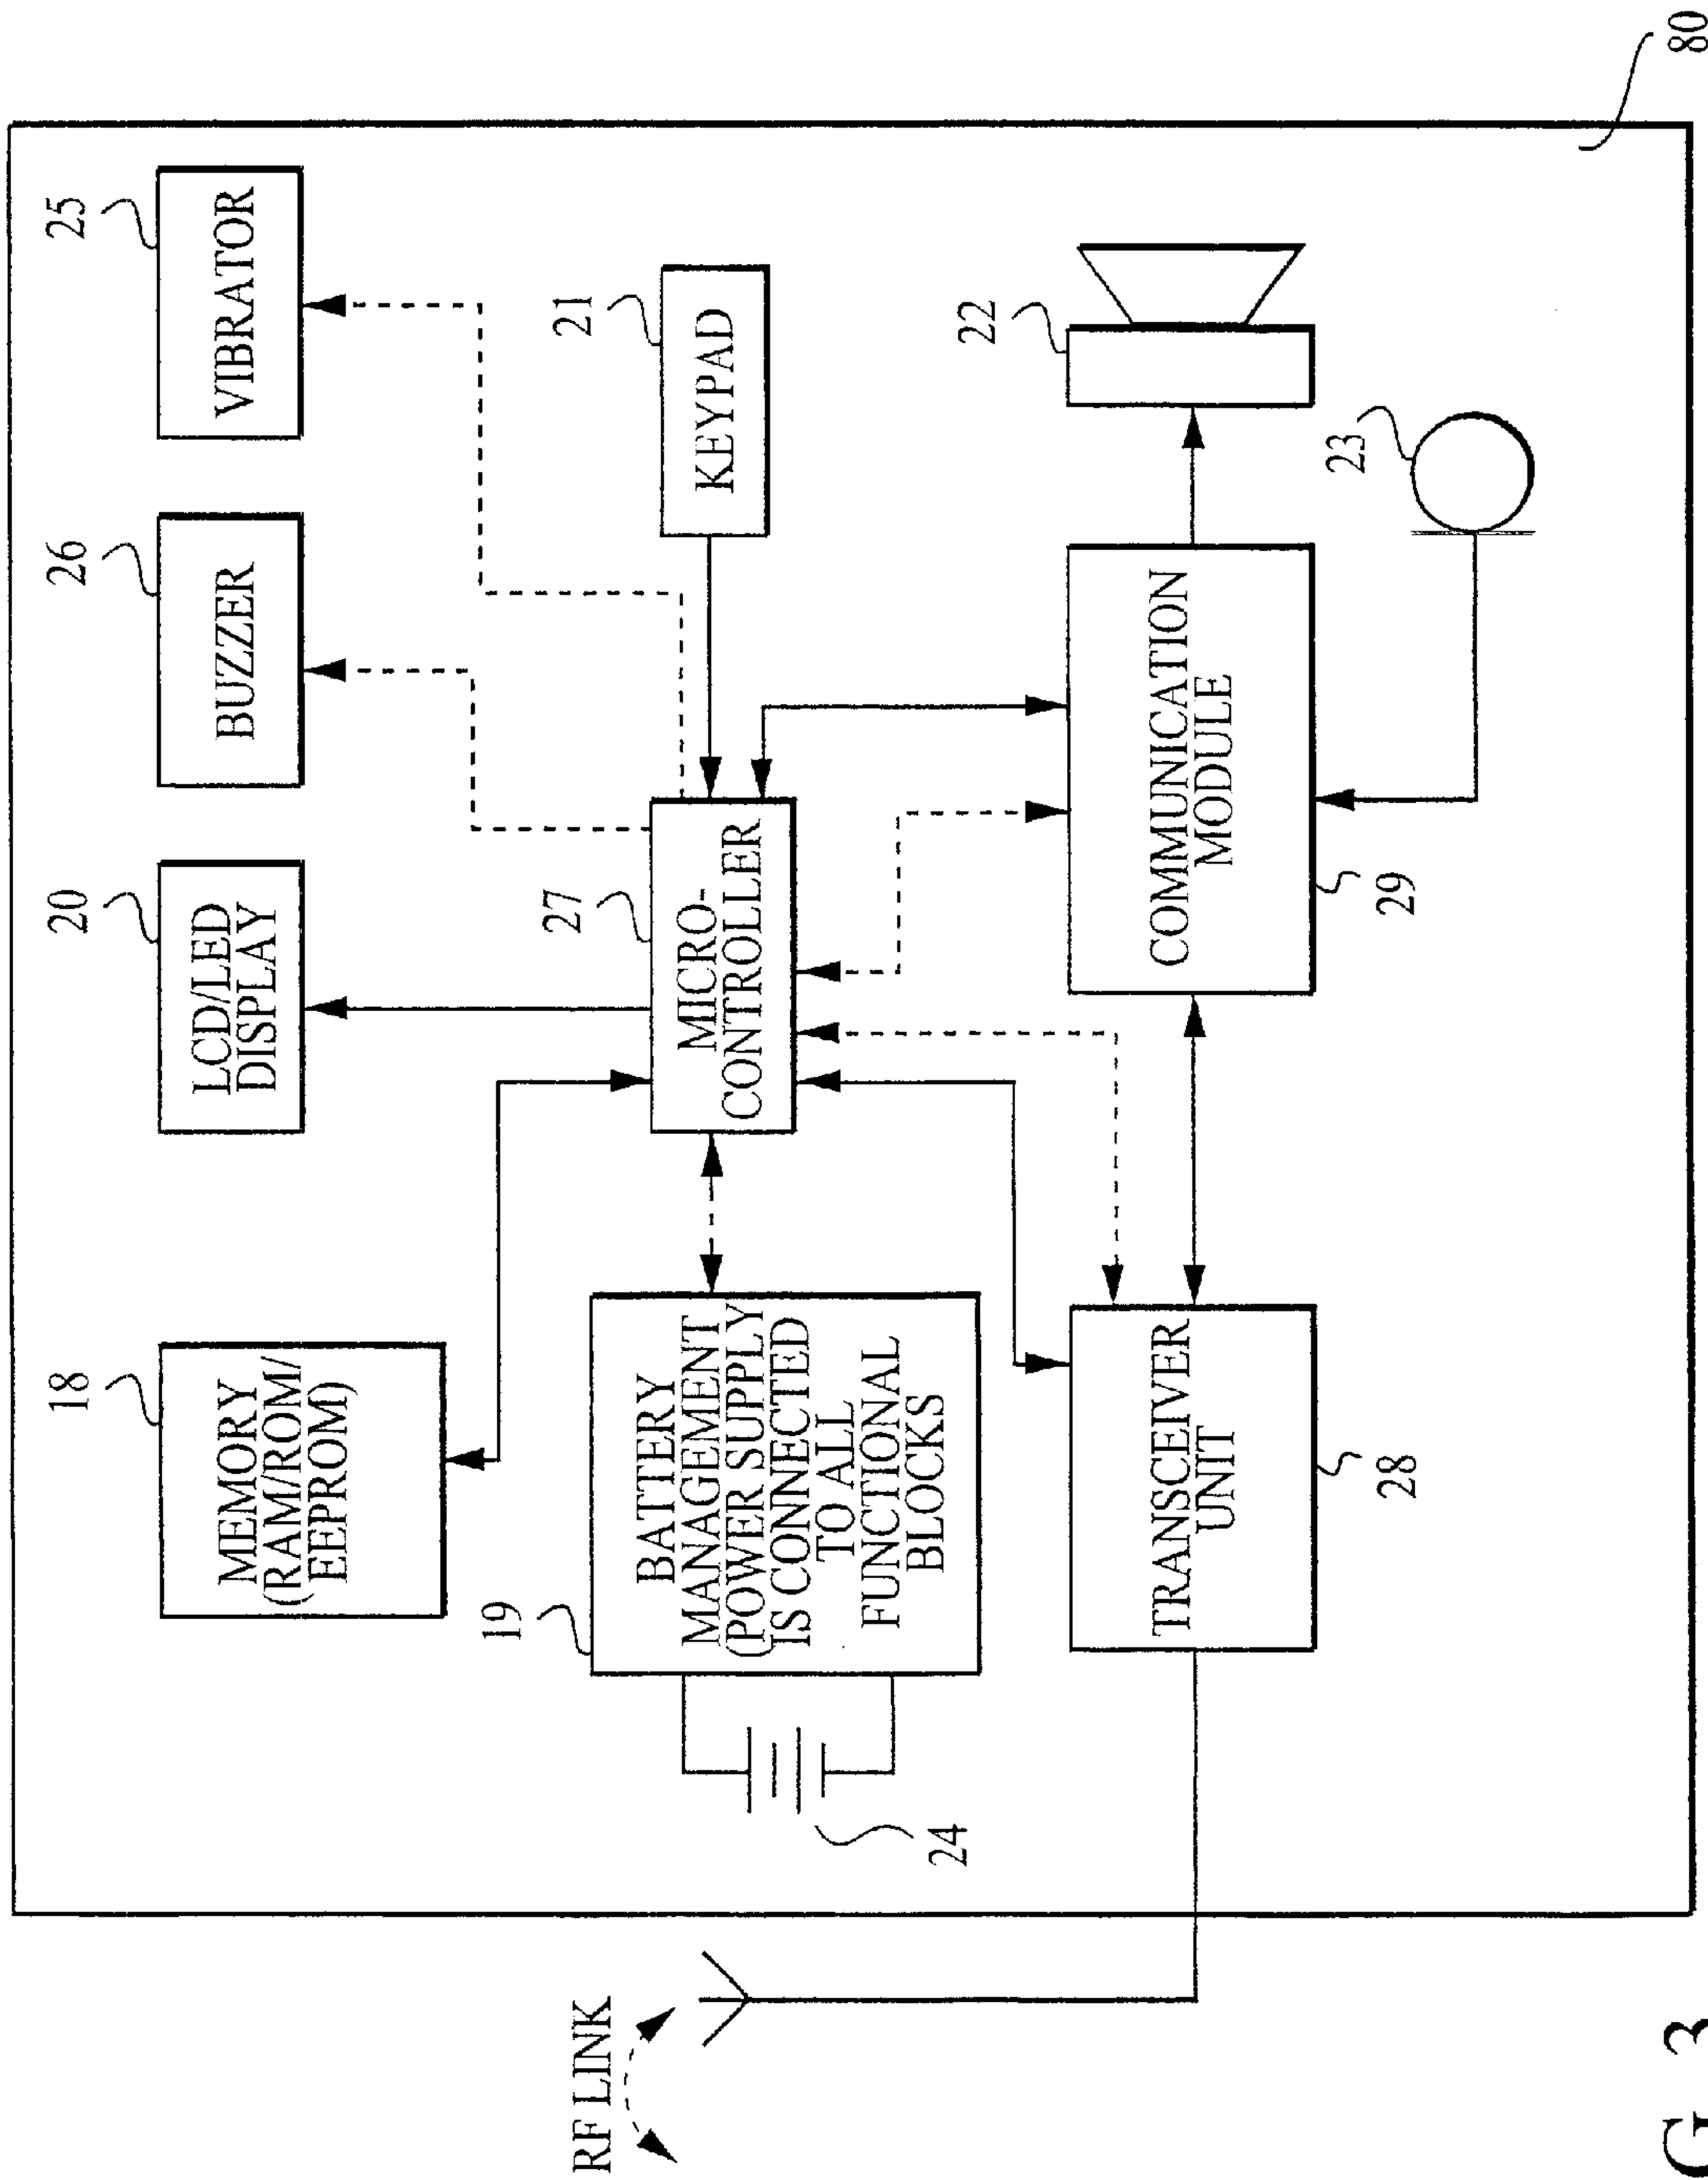 18
MEMORY
(RAM/ROM/
EEPROM)
20
LCD/LED
DISPLAY
26
BUZZER
25
VIBRATOR
RF LINK
19
BATTERY
MANAGEMENT
(POWER SUPPLY
IS CONNECTED
TO ALL
FUNCTIONAL
BLOCKS
24
27
MICRO-
CONTROLLER
21
KEYPAD
TRANSCEIVER
UNIT
28
COMMUNICATION
MODULE
29
22
23
80
G. 3